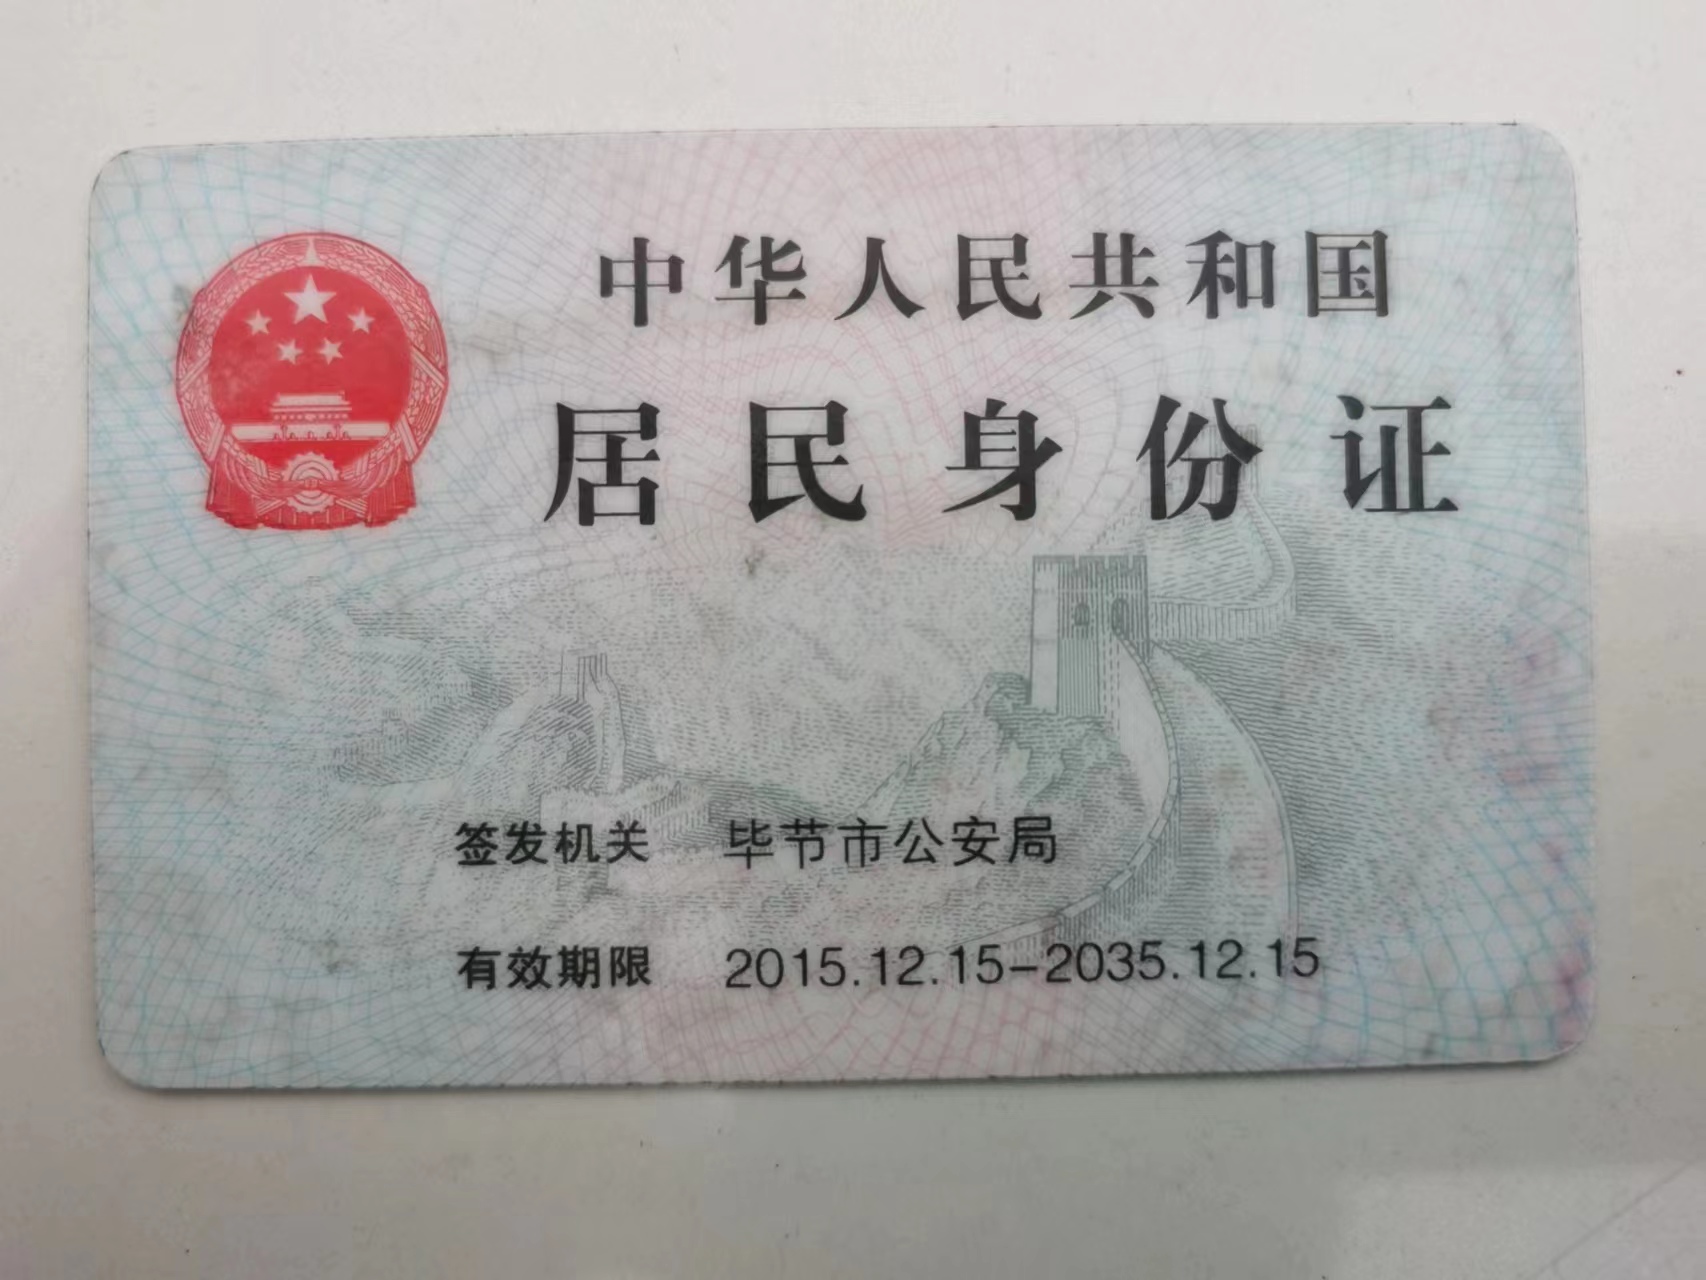 中华人民共和国
居民身份证
签发机关 毕节市公安局
有效期限 2015.12.15-2035.12.15